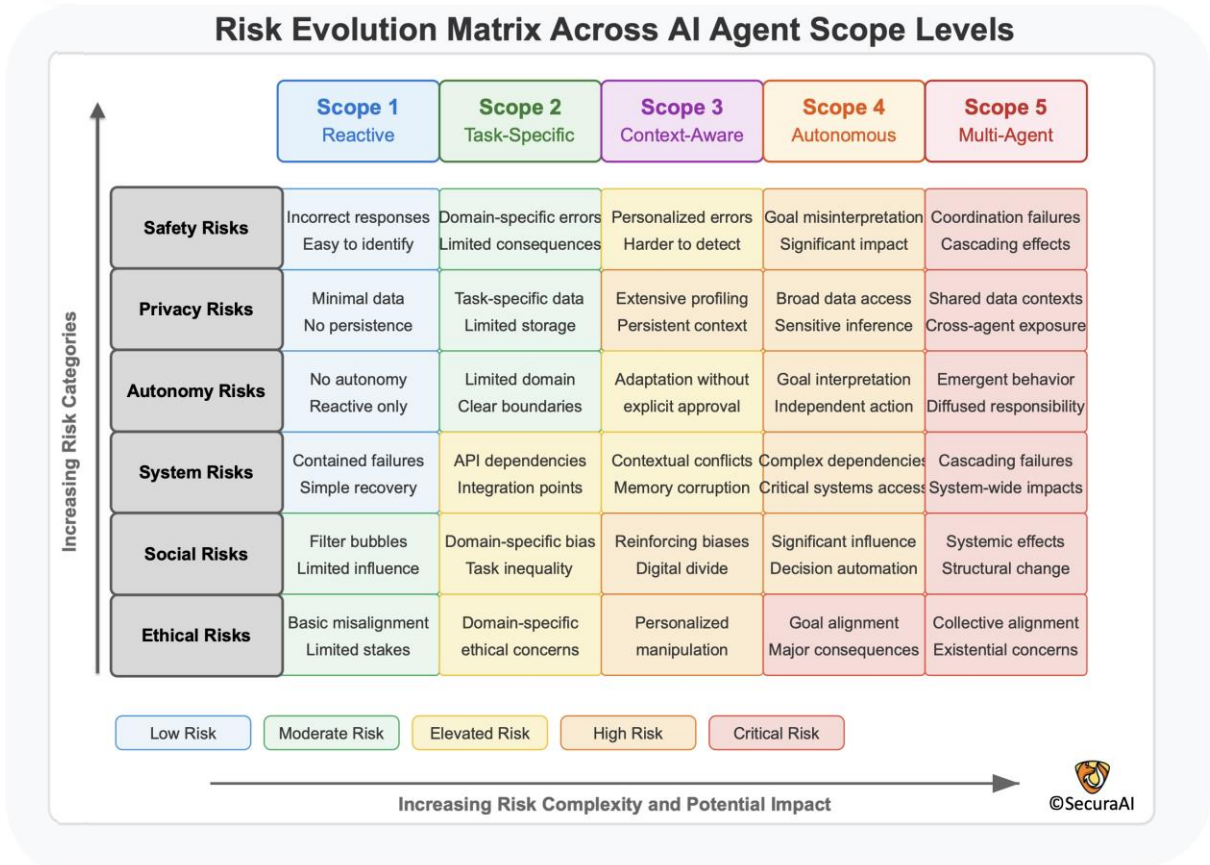 Risk Evolution Matrix Across AI Agent Scope Levels
Scope 1
Reactive
Scope 2
Task-Specific
Scope 3
Context-Aware
Scope 4
Autonomous
Scope 5
Multi-Agent
Increasing Risk Categories
Safety Risks
Incorrect responses
Easy to identify
Domain-specific errors
Limited consequences
Personalized errors
Harder to detect
Goal misinterpretation
Significant impact
Coordination failures
Cascading effects
Privacy Risks
Minimal data
No persistence
Task-specific data
Limited storage
Extensive profiling
Persistent context
Broad data access
Sensitive inference
Shared data contexts
Cross-agent exposure
Autonomy Risks
No autonomy
Reactive only
Limited domain
Clear boundaries
Adaptation without
explicit approval
Goal interpretation
Independent action
Emergent behavior
Diffused responsibility
System Risks
Contained failures
Simple recovery
API dependencies
Integration points
Contextual conflicts
Memory corruption
Complex dependencies
Critical systems access
Cascading failures
System-wide impacts
Social Risks
Filter bubbles
Limited influence
Domain-specific bias
Task inequality
Reinforcing biases
Digital divide
Significant influence
Decision automation
Systemic effects
Structural change
Ethical Risks
Basic misalignment
Limited stakes
Domain-specific
ethical concerns
Personalized
manipulation
Goal alignment
Major consequences
Collective alignment
Existential concerns
Low Risk
Moderate Risk
Elevated Risk
High Risk
Critical Risk
Increasing Risk Complexity and Potential Impact
©SecuraAI